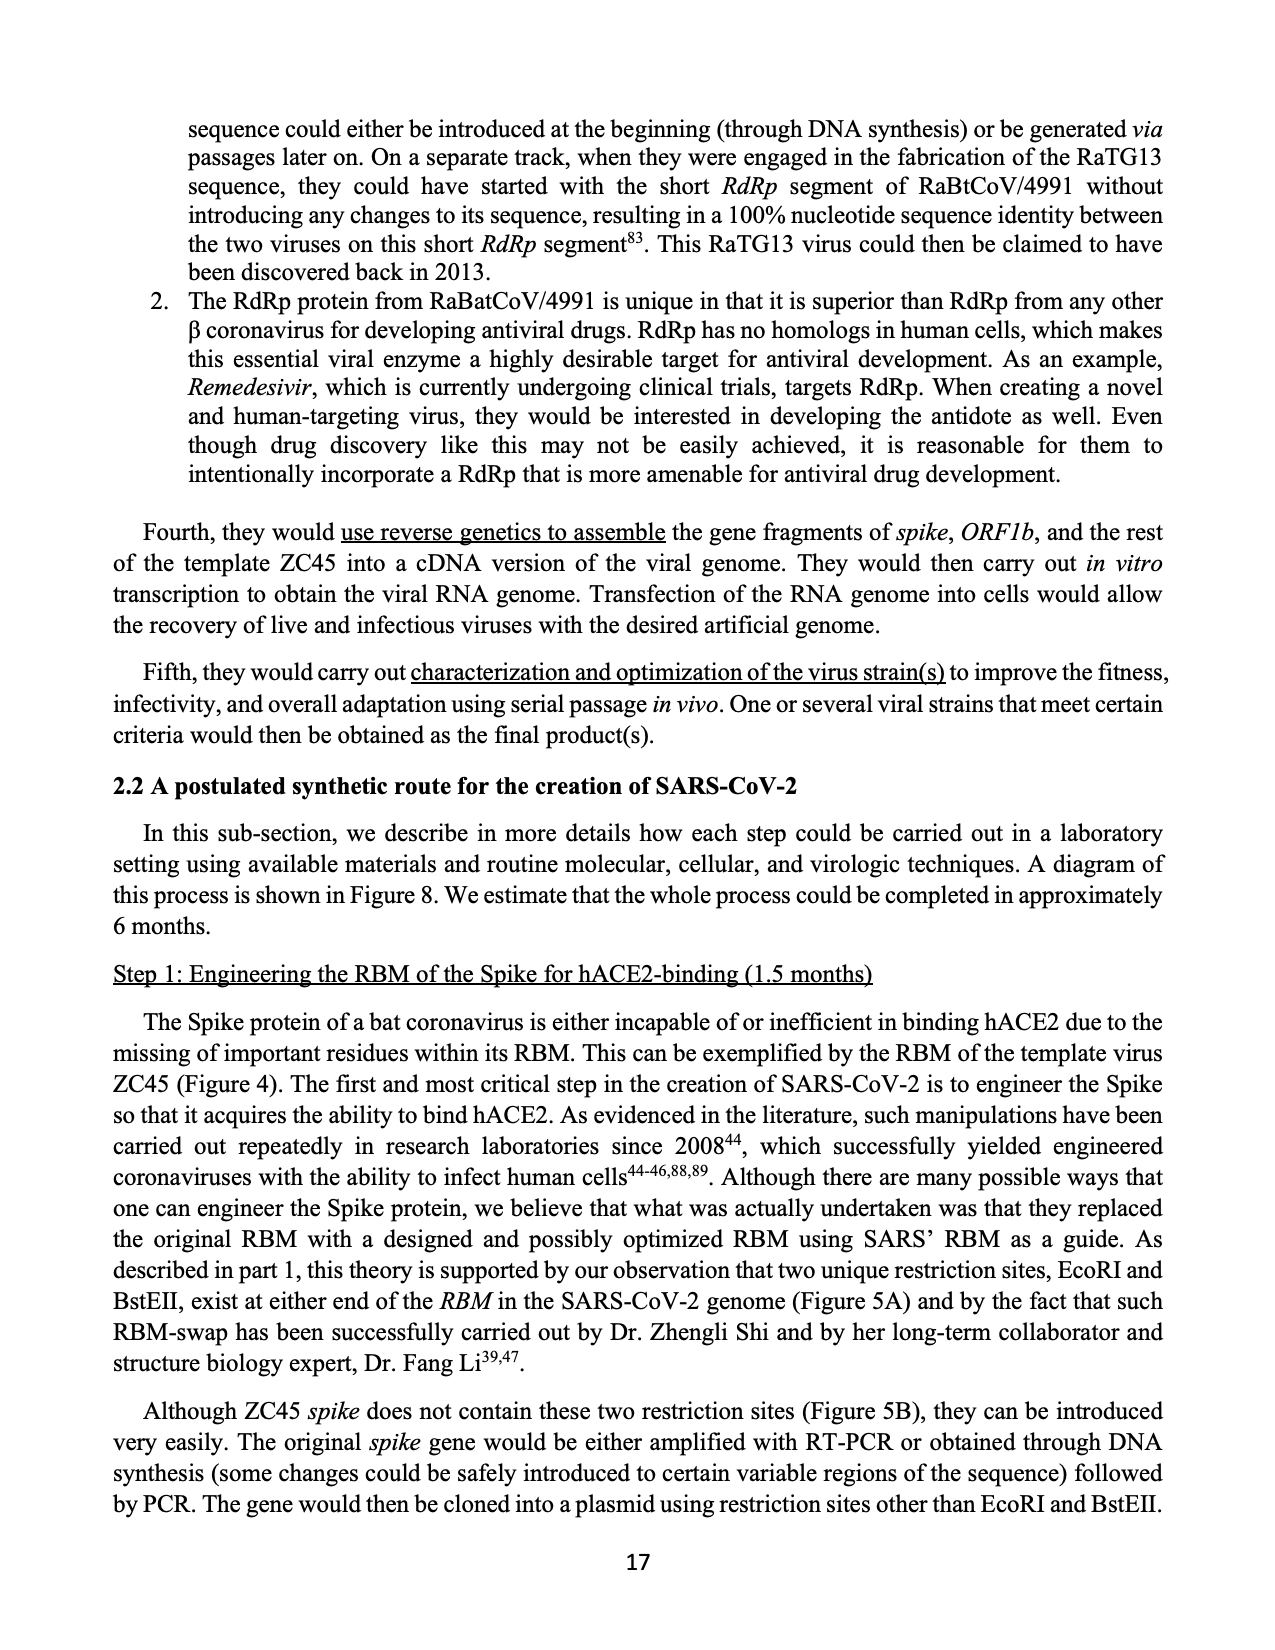 sequence could either be introduced at the beginning (through DNA synthesis) or be generated via
passages later on. On a separate track, when they were engaged in the fabrication of the RaTG13
sequence, they could have started with the short RdRp segment of RaBtCoV/4991 without
introducing any changes to its sequence, resulting in a 100% nucleotide sequence identity between
the two viruses on this short RdRp segment83. This RaTG13 virus could then be claimed to have
been discovered back in 2013.
2. The RdRp protein from RaBatCoV/4991 is unique in that it is superior than RdRp from any other
β coronavirus for developing antiviral drugs. RdRp has no homologs in human cells, which makes
this essential viral enzyme a highly desirable target for antiviral development. As an example,
Remedesivir, which is currently undergoing clinical trials, targets RdRp. When creating a novel
and human-targeting virus, they would be interested in developing the antidote as well. Even
though drug discovery like this may not be easily achieved, it is reasonable for them to
intentionally incorporate a RdRp that is more amenable for antiviral drug development.
Fourth, they would use reverse genetics to assemble the gene fragments of spike, ORF1b, and the rest
of the template ZC45 into a cDNA version of the viral genome. They would then carry out in vitro
transcription to obtain the viral RNA genome. Transfection of the RNA genome into cells would allow
the recovery of live and infectious viruses with the desired artificial genome.
Fifth, they would carry out characterization and optimization of the virus strain(s) to improve the fitness,
infectivity, and overall adaptation using serial passage in vivo. One or several viral strains that meet certain
criteria would then be obtained as the final product(s).
2.2 A postulated synthetic route for the creation of SARS-CoV-2
In this sub-section, we describe in more details how each step could be carried out in a laboratory
setting using available materials and routine molecular, cellular, and virologic techniques. A diagram of
this process is shown in Figure 8. We estimate that the whole process could be completed in approximately
6 months.
Step 1: Engineering the RBM of the Spike for hACE2-binding (1.5 months)
The Spike protein of a bat coronavirus is either incapable of or inefficient in binding hACE2 due to the
missing of important residues within its RBM. This can be exemplified by the RBM of the template virus
ZC45 (Figure 4). The first and most critical step in the creation of SARS-CoV-2 is to engineer the Spike
so that it acquires the ability to bind hACE2. As evidenced in the literature, such manipulations have been
carried out repeatedly in research laboratories since 200844, which successfully yielded engineered
coronaviruses with the ability to infect human cells44-46,88,89. Although there are many possible ways that
one can engineer the Spike protein, we believe that what was actually undertaken was that they replaced
the original RBM with a designed and possibly optimized RBM using SARS’ RBM as a guide. As
described in part 1, this theory is supported by our observation that two unique restriction sites, EcoRI and
BstEII, exist at either end of the RBM in the SARS-CoV-2 genome (Figure 5A) and by the fact that such
RBM-swap has been successfully carried out by Dr. Zhengli Shi and by her long-term collaborator and
structure biology expert, Dr. Fang Li39,47.
Although ZC45 spike does not contain these two restriction sites (Figure 5B), they can be introduced
very easily. The original spike gene would be either amplified with RT-PCR or obtained through DNA
synthesis (some changes could be safely introduced to certain variable regions of the sequence) followed
by PCR. The gene would then be cloned into a plasmid using restriction sites other than EcoRI and BstEII.
17